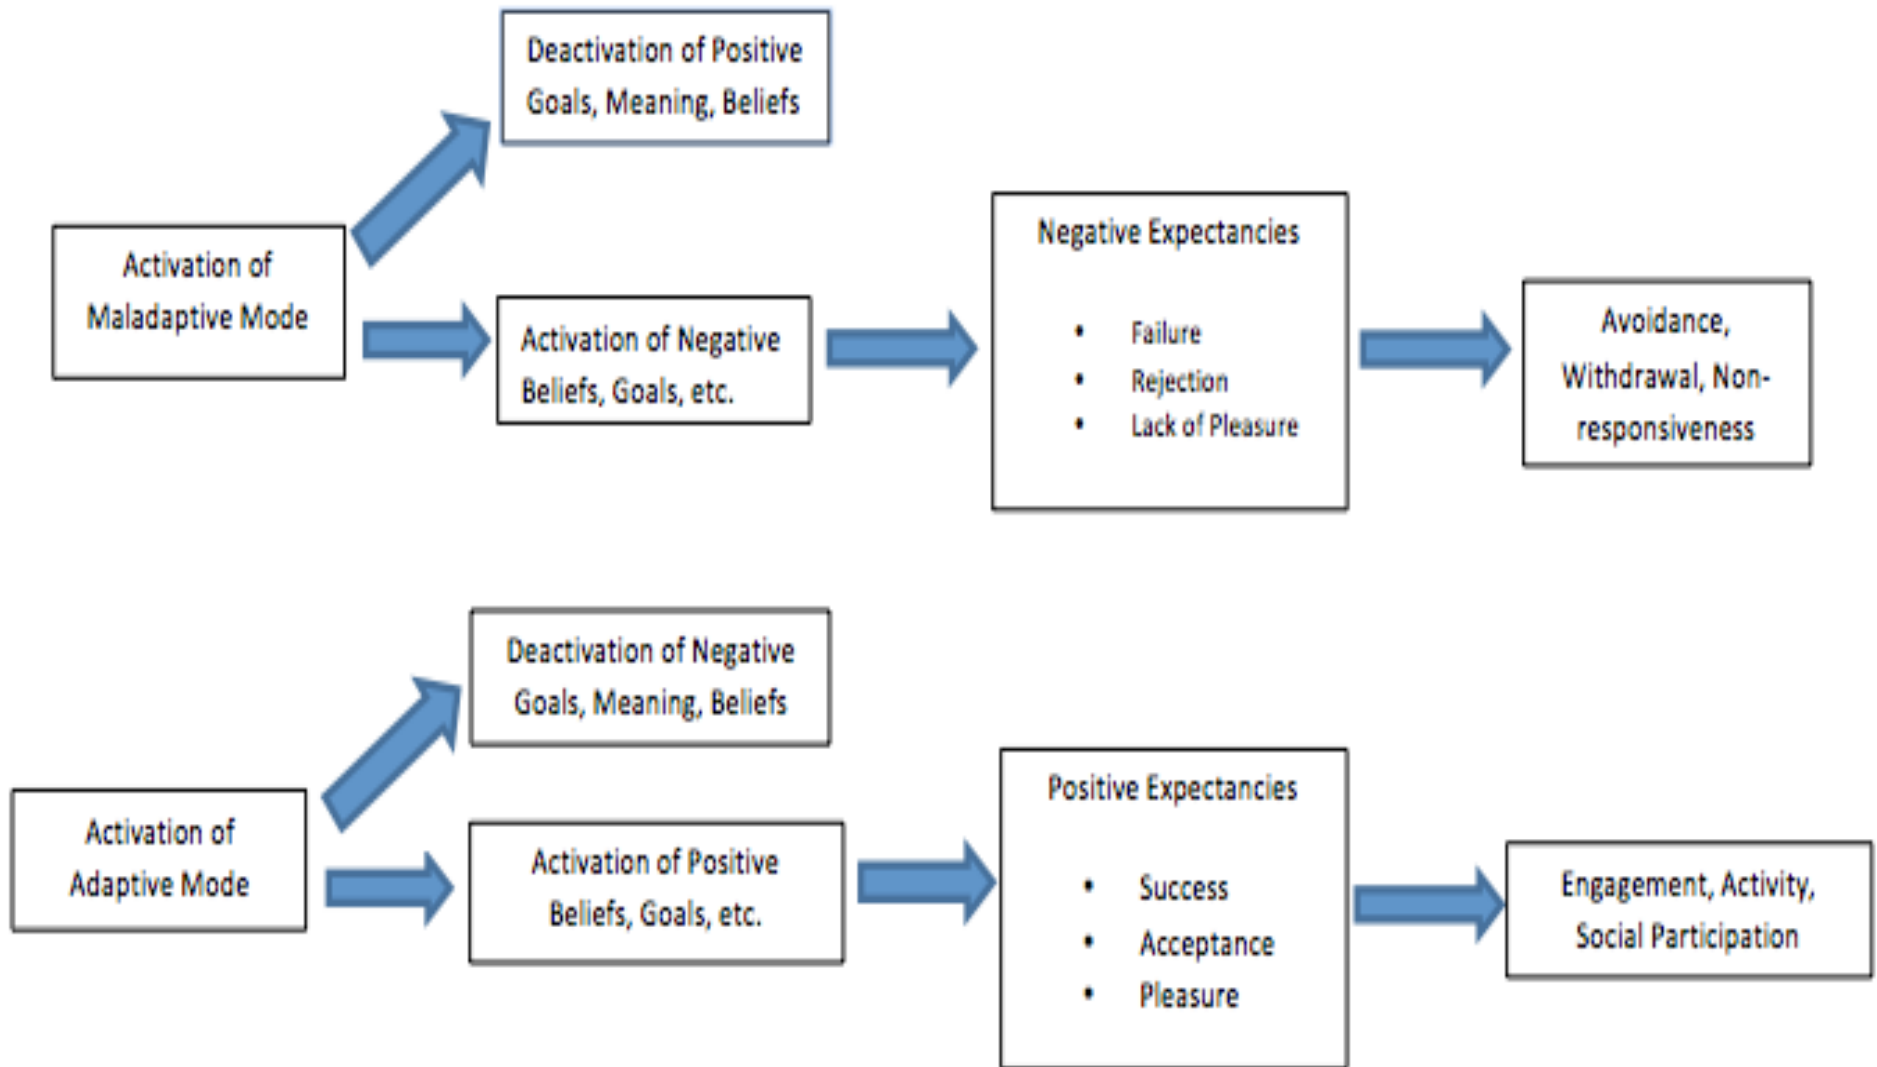 Deactivation of Positive
Goals, Meaning, Beliefs
Activation of
Maladaptive Mode
Activation of Negative
Beliefs, Goals, etc.
Negative Expectancies
• Failure
• Rejection
• Lack of Pleasure
Avoidance,
Withdrawal, Non-
responsiveness
Deactivation of Negative
Goals, Meaning, Beliefs
Activation of
Adaptive Mode
Activation of Positive
Beliefs, Goals, etc.
Positive Expectancies
• Success
• Acceptance
• Pleasure
Engagement, Activity,
Social Participation